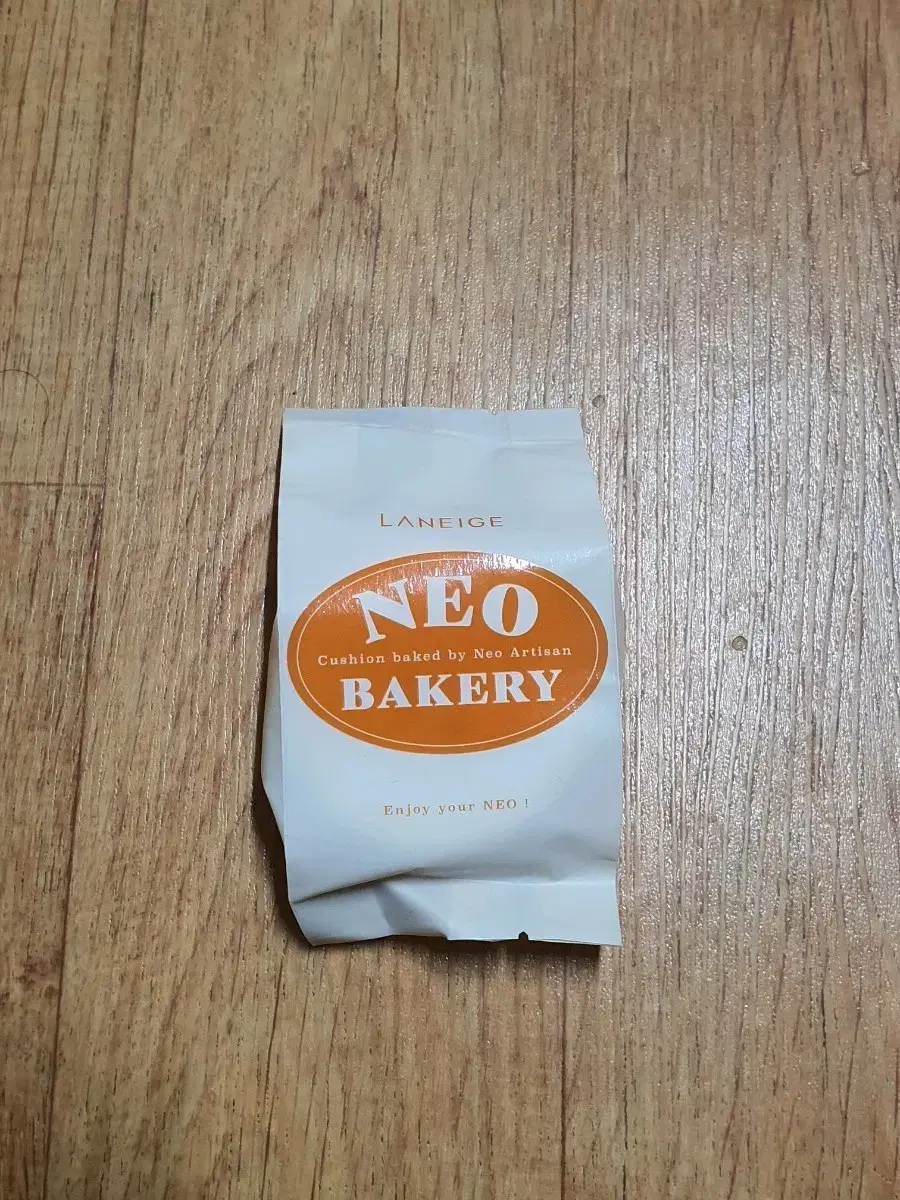 LANEIGE
NEO
Cushion baked by Neo Artisan
BAKERY
Enjoy your NEO !